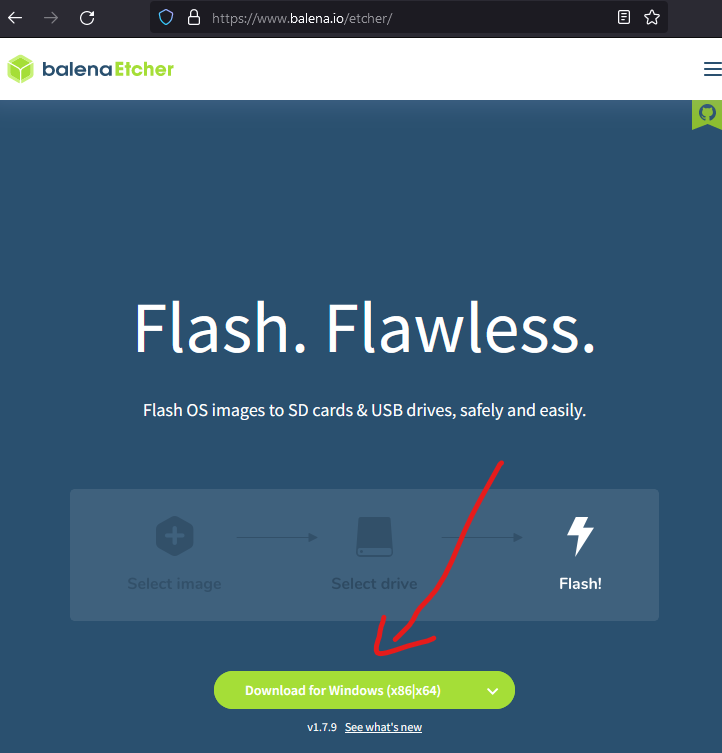 https://www.balena.io/etcher/
balenaEtcher
Flash. Flawless.
Flash OS images to SD cards & USB drives, safely and easily.
Select image
Select drive
Flash!
Download for Windows (x86|x64)
v1.7.9 See what's new